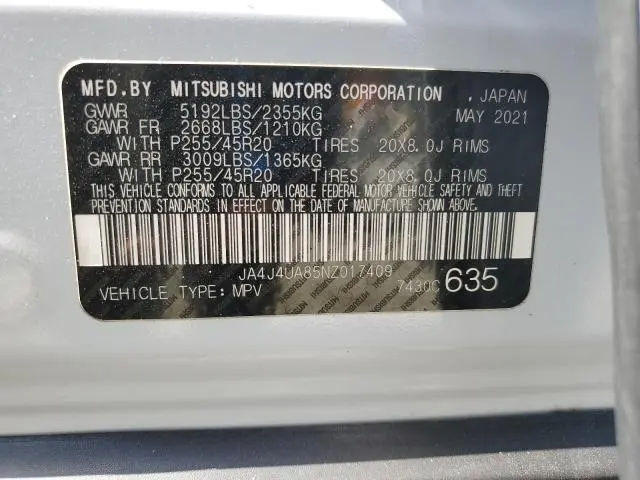 MFD.BY MITSUBISHI MOTORS CORPORATION , JAPAN
GVWR 5192LBS/2355KG MAY 2021
GAWR FR 2668LBS/1210KG
WITH P255/45R20 TIRES 20X8.0J RIMS
GAWR RR 3009LBS/1365KG
WITH P255/45R20 TIRES 20X8.0J RIMS
THIS VEHICLE CONFORMS TO ALL APPLICABLE FEDERAL MOTOR VEHICLE SAFETY AND THEFT
PREVENTION STANDARDS IN EFFECT ON THE DATE OF MANUFACTURE SHOWN ABOVE.
JA4J4UA85NZ017409
VEHICLE TYPE: MPV 7430C 635